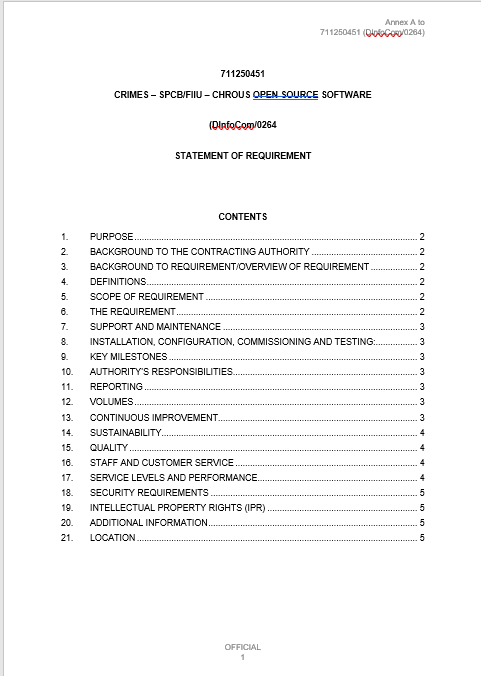 Annex A to
711250451 (DInfoCom/0264)
711250451
CRIMES – SPCB/FIIU – CHROUS OPEN SOURCE SOFTWARE
(DInfoCom/0264
STATEMENT OF REQUIREMENT
CONTENTS
1. PURPOSE 2
2. BACKGROUND TO THE CONTRACTING AUTHORITY 2
3. BACKGROUND TO REQUIREMENT/OVERVIEW OF REQUIREMENT 2
4. DEFINITIONS 2
5. SCOPE OF REQUIREMENT 2
6. THE REQUIREMENT 2
7. SUPPORT AND MAINTENANCE 3
8. INSTALLATION, CONFIGURATION, COMMISSIONING AND TESTING: 3
9. KEY MILESTONES 3
10. AUTHORITY'S RESPONSIBILITIES 3
11. REPORTING 3
12. VOLUMES 3
13. CONTINUOUS IMPROVEMENT 3
14. SUSTAINABILITY 4
15. QUALITY 4
16. STAFF AND CUSTOMER SERVICE 4
17. SERVICE LEVELS AND PERFORMANCE 4
18. SECURITY REQUIREMENTS 5
19. INTELLECTUAL PROPERTY RIGHTS (IPR) 5
20. ADDITIONAL INFORMATION 5
21. LOCATION 5
OFFICIAL
1